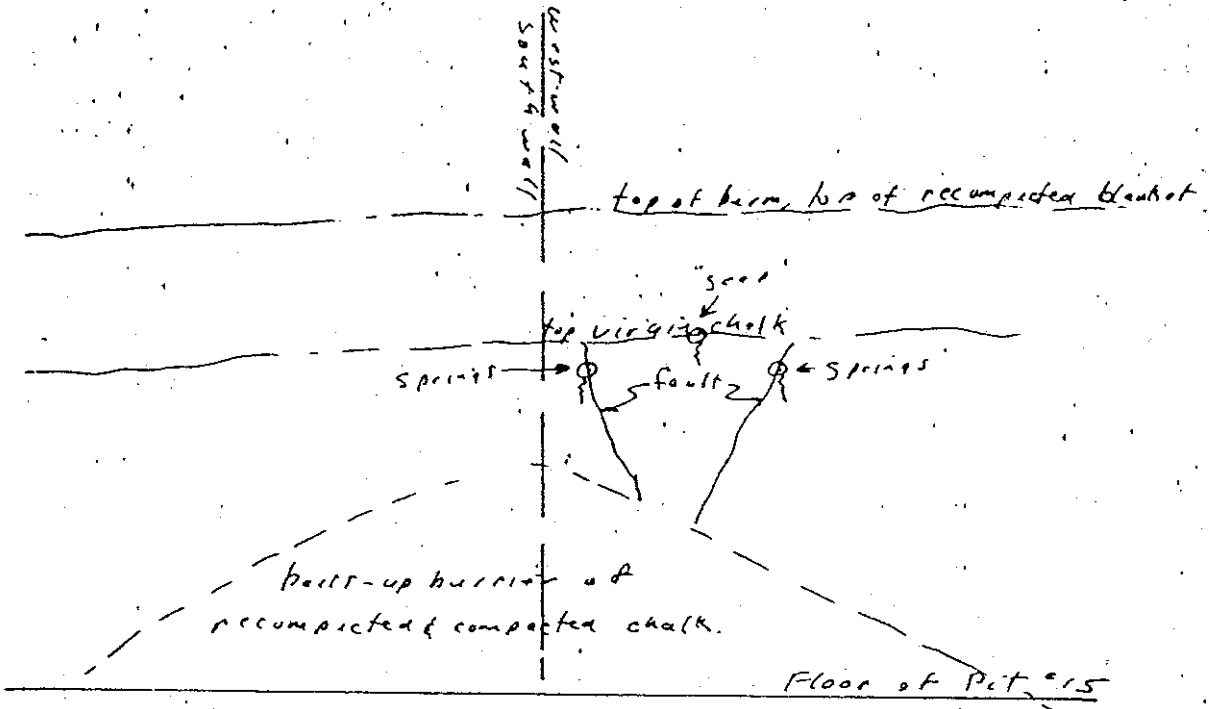 west wall
south wall
top of berm, top of recompacted blanket
"seep"
top virgin chalk
springs
fault
springs
built-up barrier of
recompacted & compacted chalk.
Floor of Pit #15